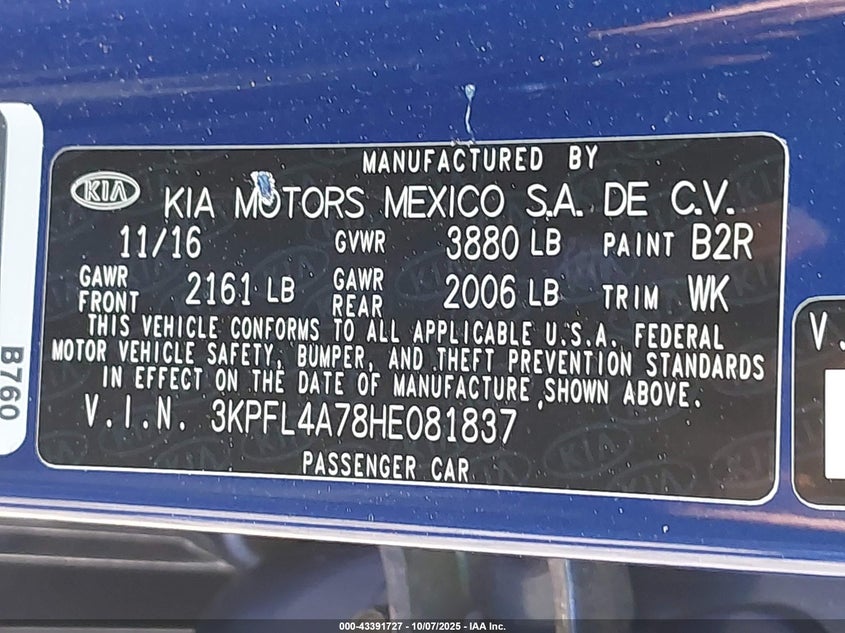 MANUFACTURED BY
KIA KIA MOTORS MEXICO S.A. DE C.V.
11/16 GVWR 3880 LB PAINT B2R
GAWR FRONT 2161 LB GAWR REAR 2006 LB TRIM WK
THIS VEHICLE CONFORMS TO ALL APPLICABLE U.S.A. FEDERAL
MOTOR VEHICLE SAFETY, BUMPER, AND THEFT PREVENTION STANDARDS
IN EFFECT ON THE DATE OF MANUFACTURE SHOWN ABOVE.
V.I.N. 3KPFL4A78HE081837
PASSENGER CAR
B760
000-43391727 - 10/07/2025 - IAA Inc.